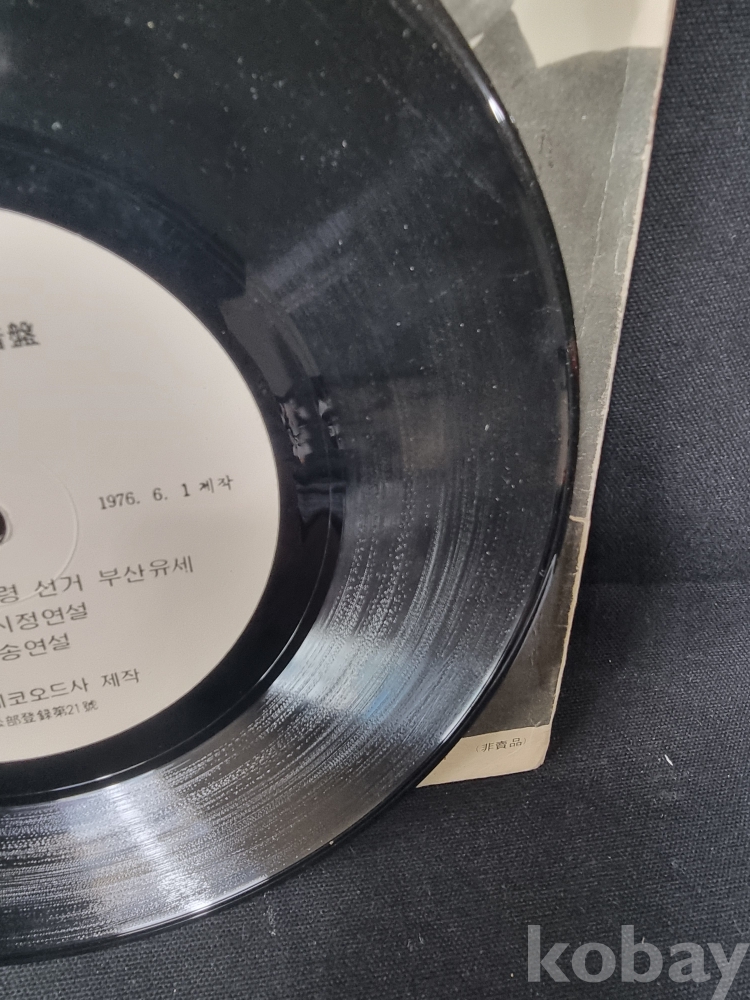 音盤
1976. 6. 1 제작
령 선거 부산유세
시정연설
송연설
레코오드사 제작
部登録第21號
(非賣品)
kobay